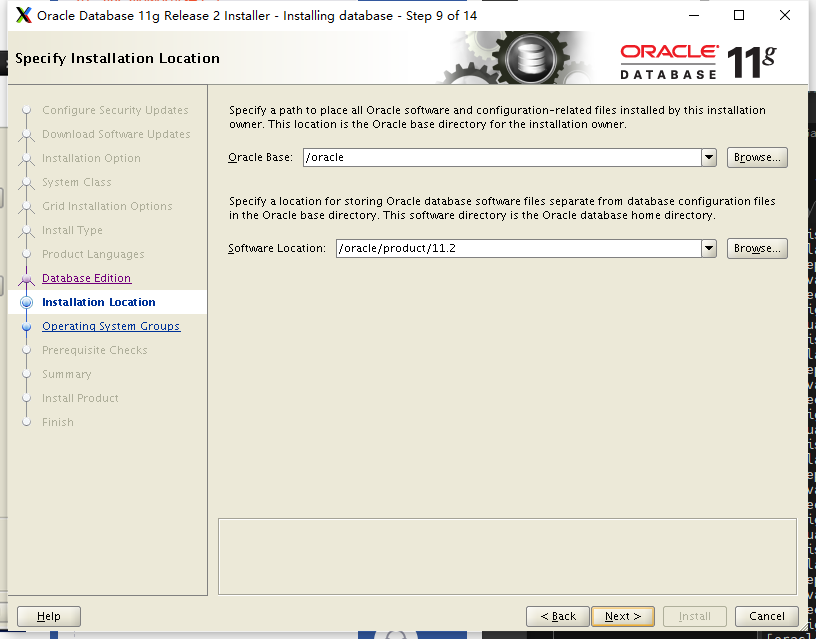 Oracle Database 11g Release 2 Installer - Installing database - Step 9 of 14
Specify Installation Location
ORACLE
DATABASE
11g
Configure Security Updates
Download Software Updates
Installation Option
System Class
Grid Installation Options
Install Type
Product Languages
Database Edition
Installation Location
Operating System Groups
Prerequisite Checks
Summary
Install Product
Finish
Specify a path to place all Oracle software and configuration-related files installed by this installation
owner. This location is the Oracle base directory for the installation owner.
Oracle Base: /oracle Browse...
Specify a location for storing Oracle database software files separate from database configuration files
in the Oracle base directory. This software directory is the Oracle database home directory.
Software Location: /oracle/product/11.2 Browse...
Help
< Back
Next >
Install
Cancel